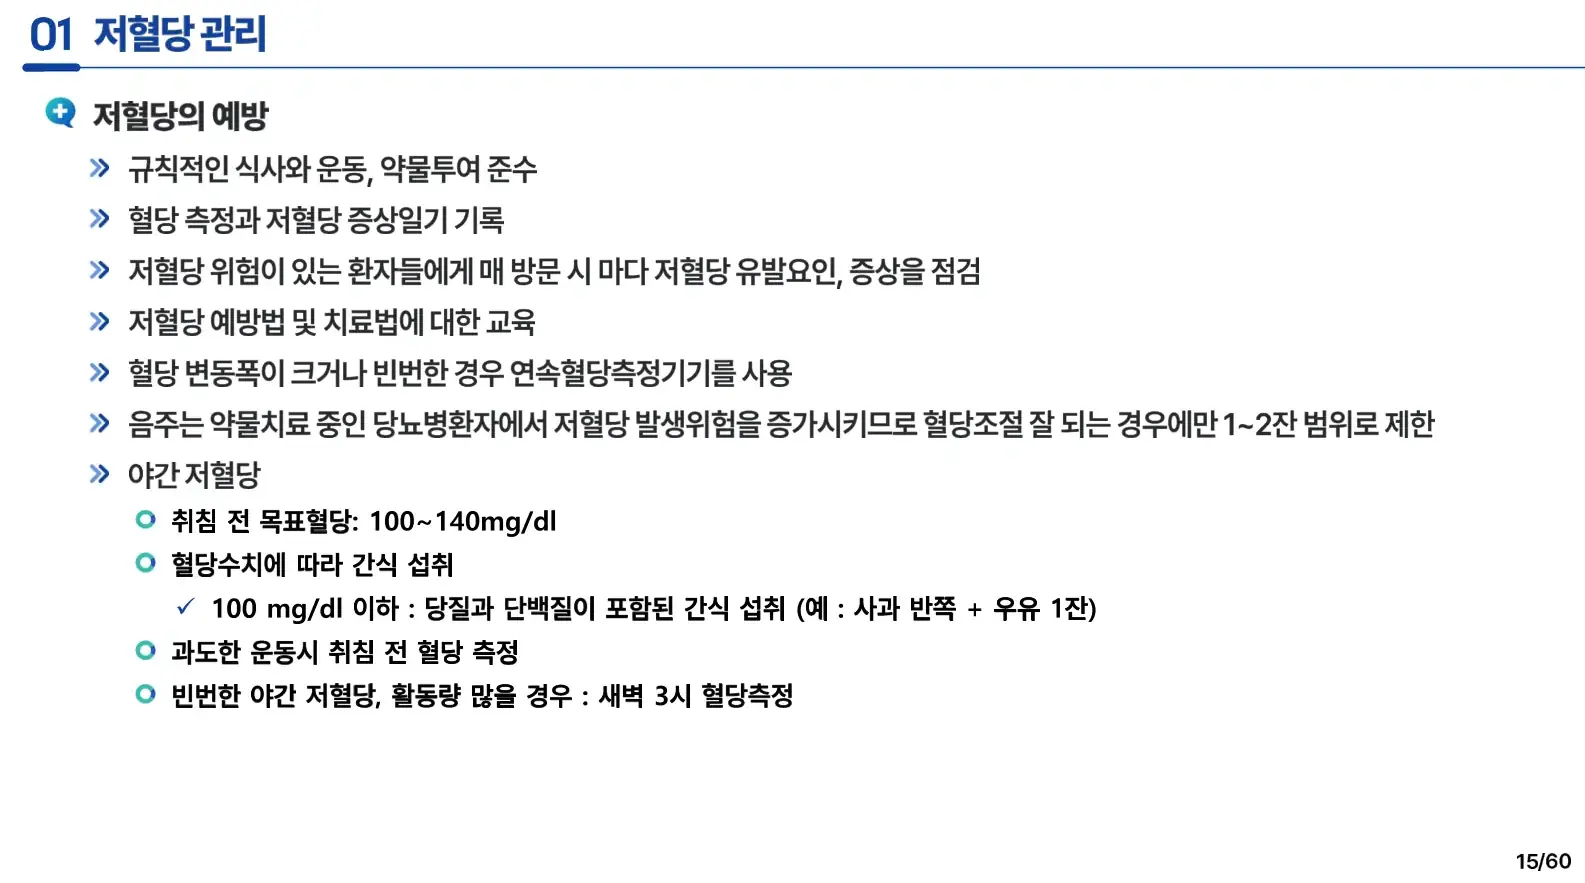 01 저혈당 관리
저혈당의 예방
규칙적인 식사와 운동, 약물투여 준수
혈당 측정과 저혈당 증상일기 기록
저혈당 위험이 있는 환자들에게 매 방문 시 마다 저혈당 유발요인, 증상을 점검
저혈당 예방법 및 치료법에 대한 교육
혈당 변동폭이 크거나 빈번한 경우 연속혈당측정기기를 사용
음주는 약물치료 중인 당뇨병환자에서 저혈당 발생위험을 증가시키므로 혈당조절 잘 되는 경우에만 1~2잔 범위로 제한
야간 저혈당
취침 전 목표혈당: 100~140mg/dl
혈당수치에 따라 간식 섭취
✓ 100 mg/dl 이하 : 당질과 단백질이 포함된 간식 섭취 (예 : 사과 반쪽 + 우유 1잔)
과도한 운동시 취침 전 혈당 측정
빈번한 야간 저혈당, 활동량 많을 경우 : 새벽 3시 혈당측정
15/60